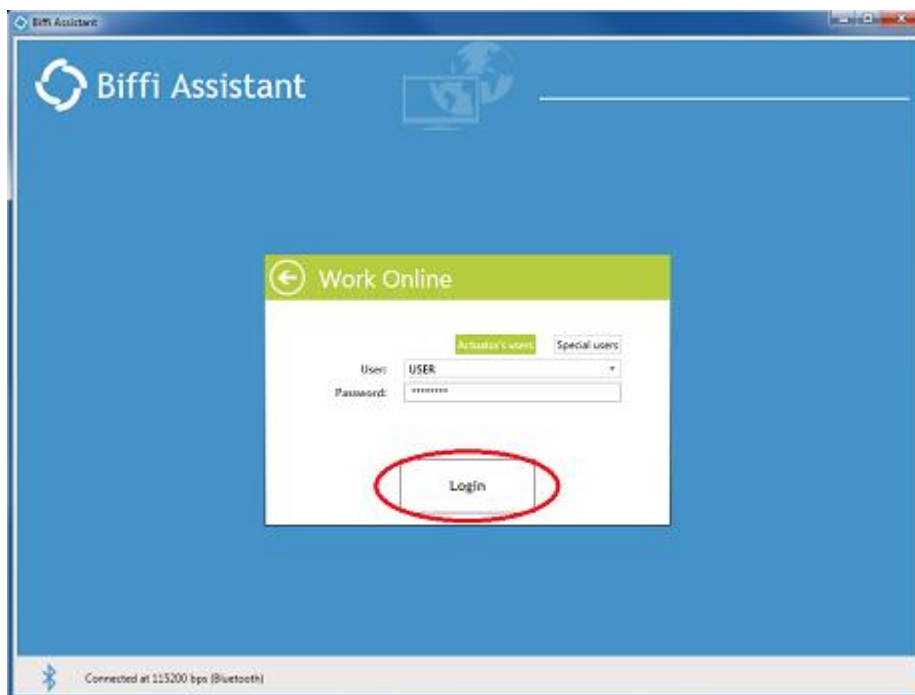 Biffi Assistant
Biffi Assistant
Work Online
Actuator's users Special users
User: USER
Password: ********
Login
Connected at 115200 bps (Bluetooth)